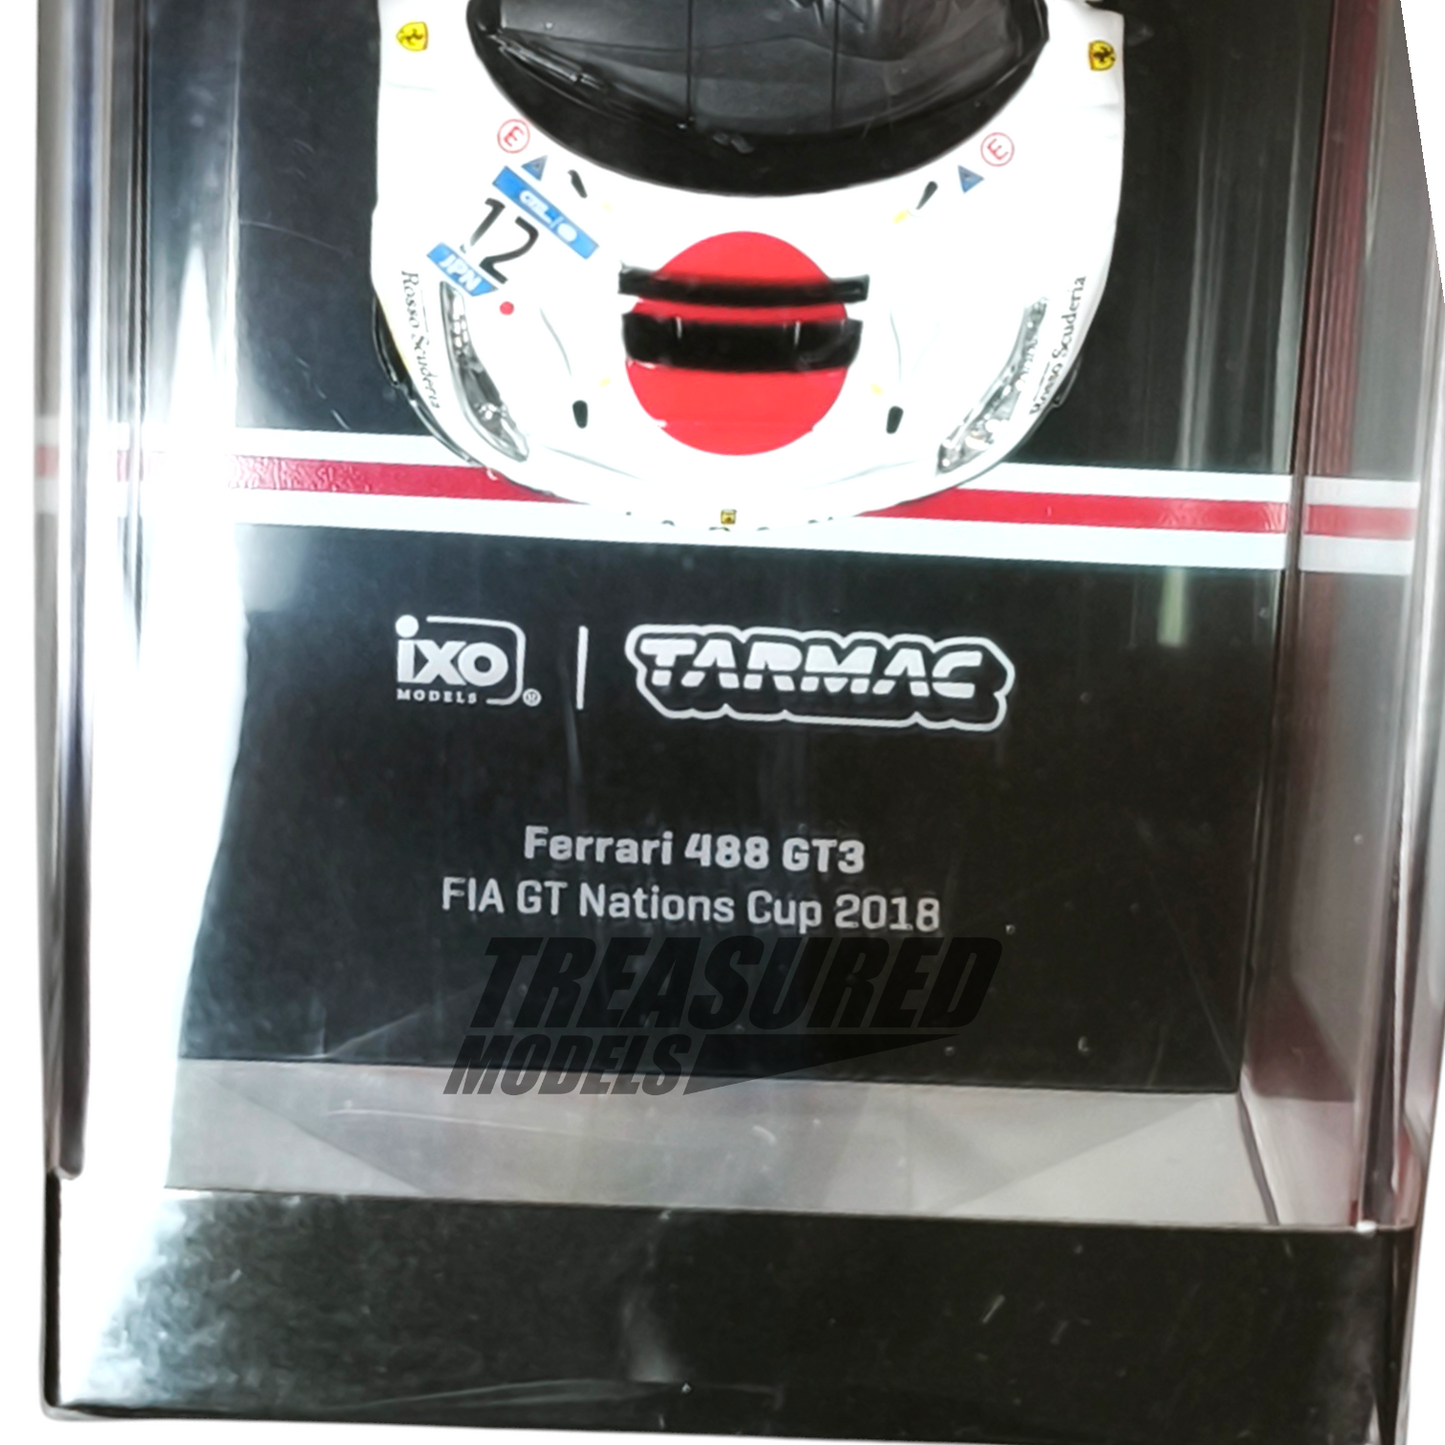 E
E
12
JPN
Rosso Scuderia
Rosso Scuderia
ixo
MODELS
®
TARMAC
Ferrari 488 GT3
FIA GT Nations Cup 2018
TREASURED
MODELS